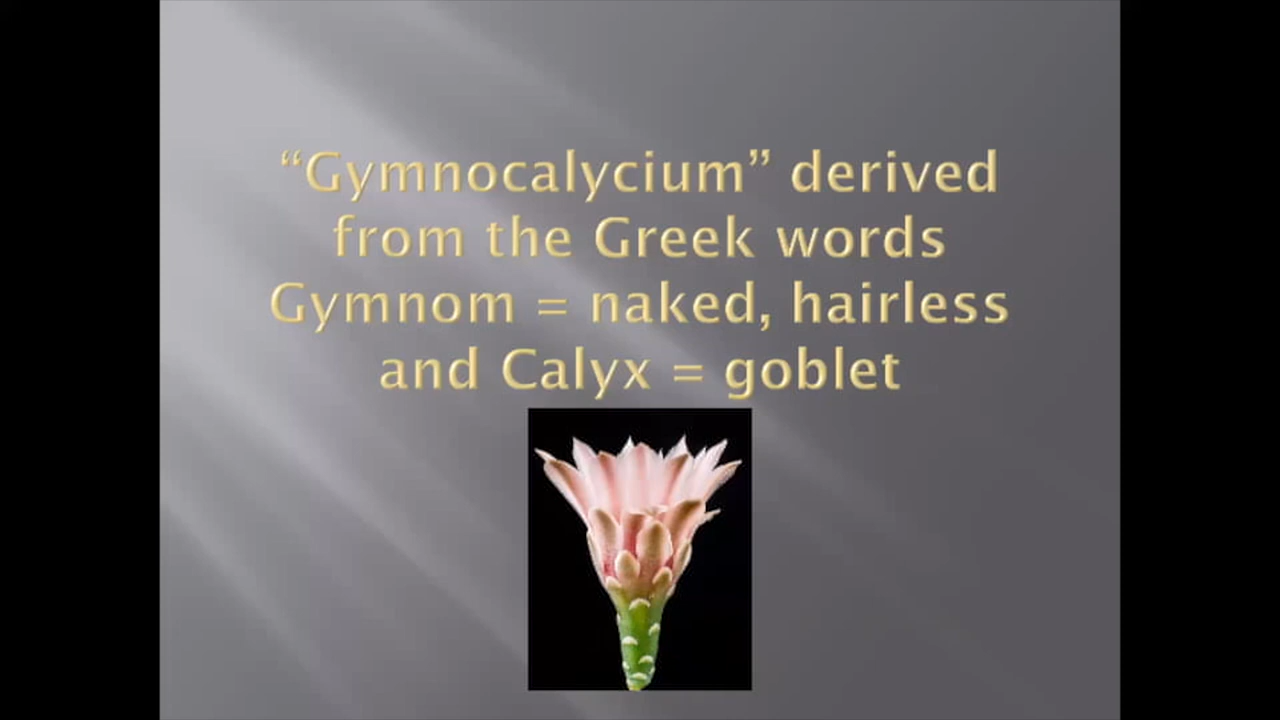 “Gymnocalycium” derived
from the Greek words
Gymnom = naked, hairless
and Calyx = goblet